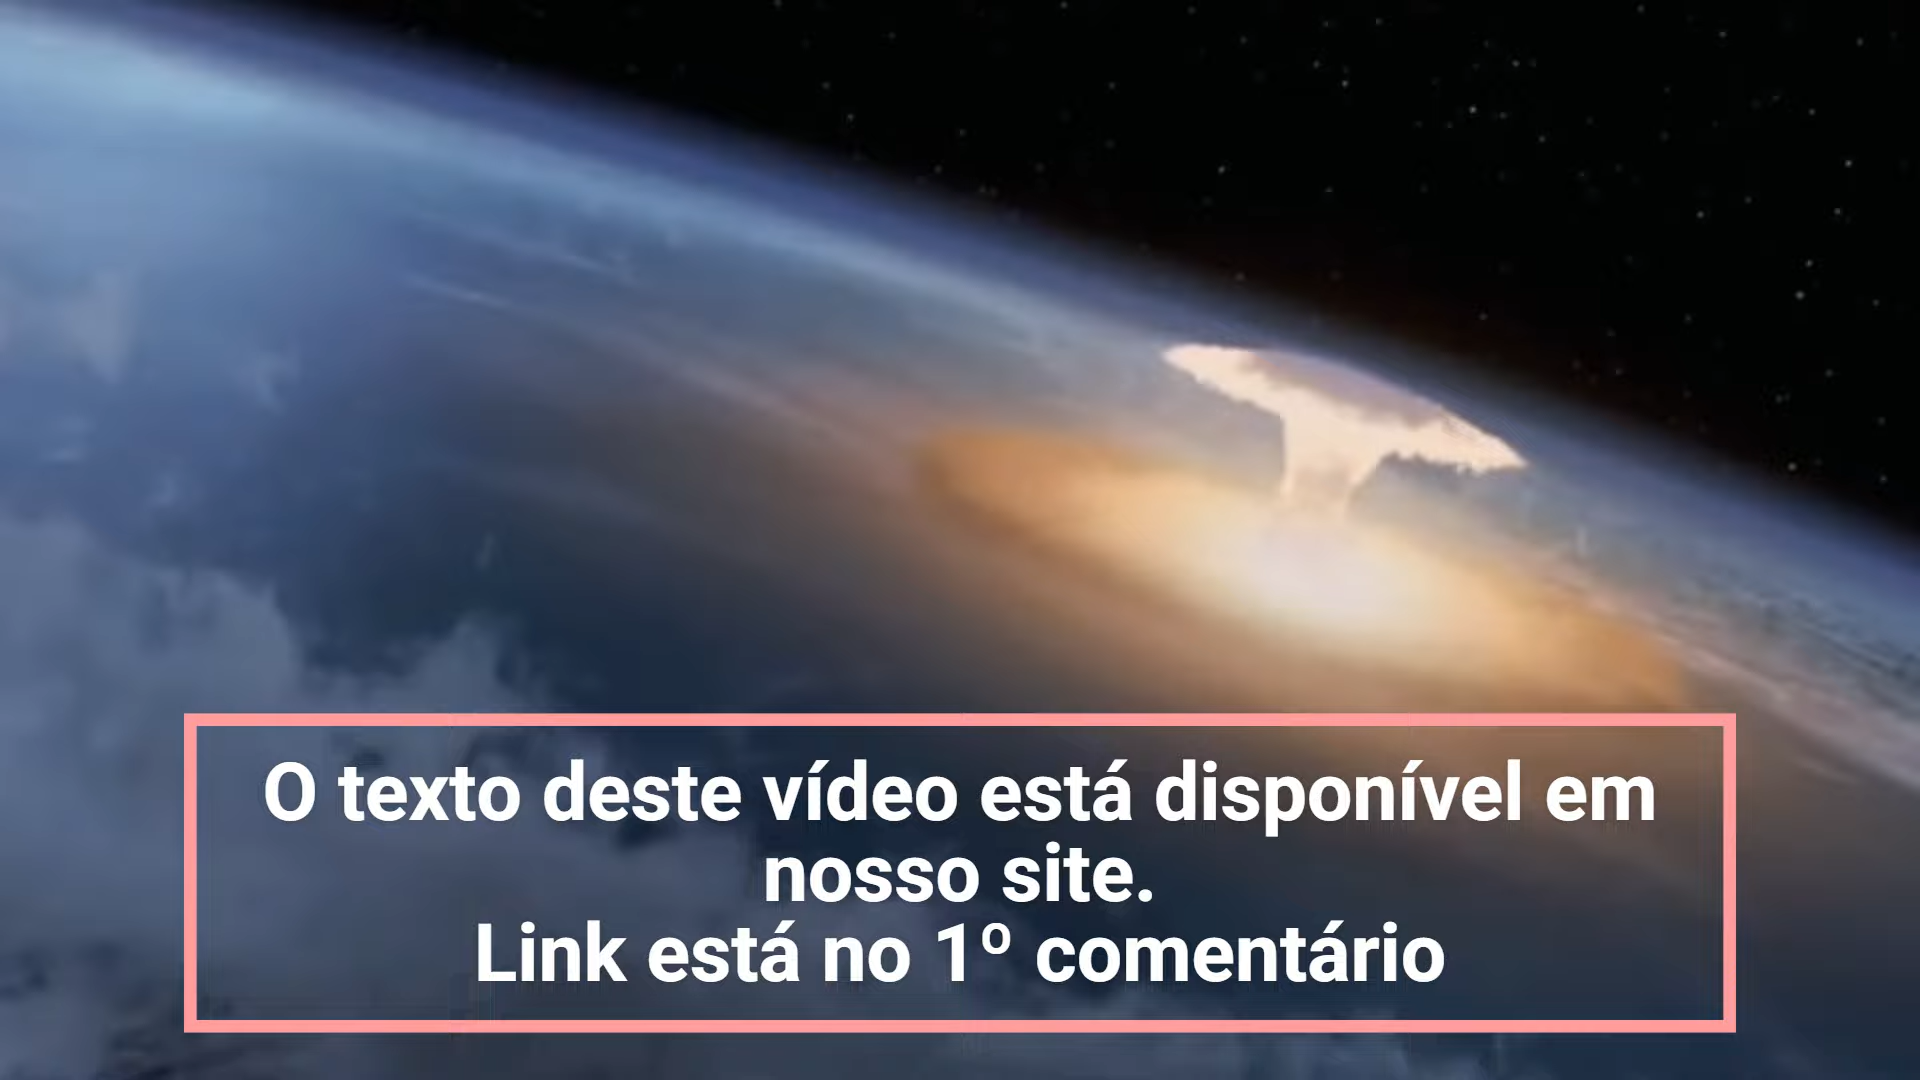 O texto deste vídeo está disponível em
nosso site.
Link está no 1º comentário